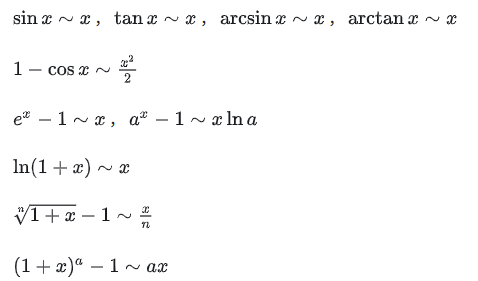 sin x ∼ x， tan x ∼ x， arcsin x ∼ x， arctan x ∼ x
1 − cos x ∼ x²/2
eˣ − 1 ∼ x， aˣ − 1 ∼ x ln a
ln(1 + x) ∼ x
ⁿ√(1 + x) − 1 ∼ x/n
(1 + x)ᵃ − 1 ∼ ax